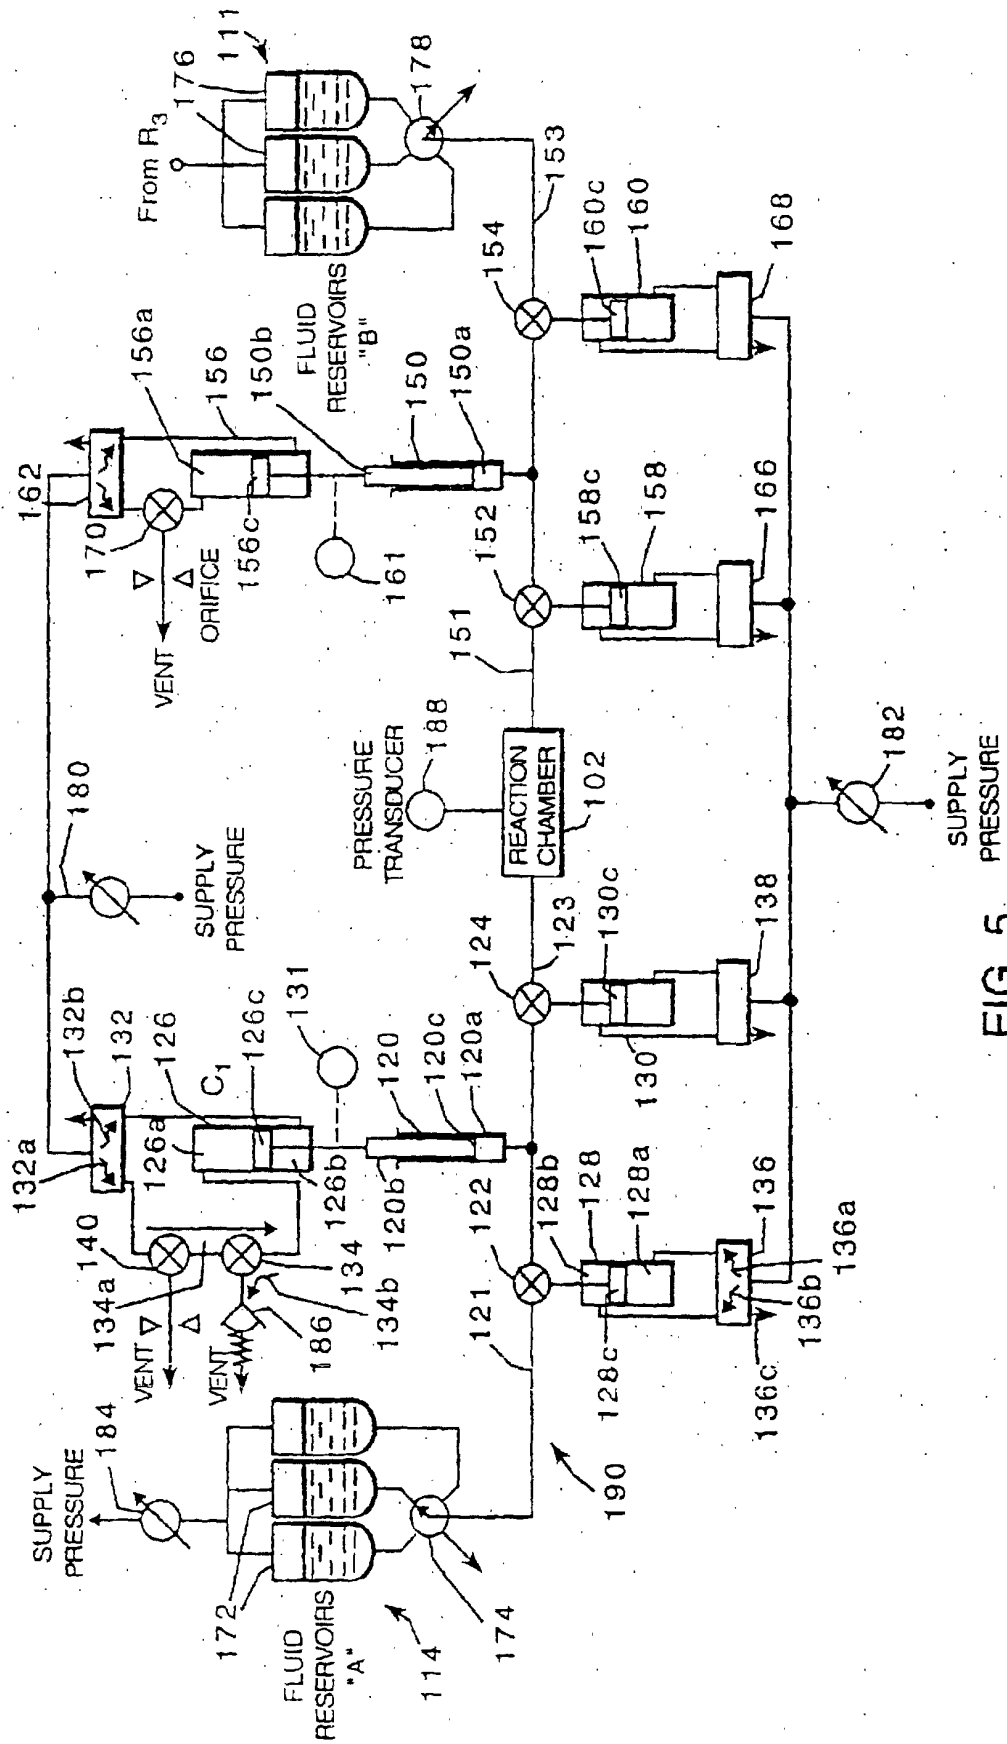 SUPPLY
PRESSURE
184
172
FLUID
RESERVOIRS
"A"
114
174
190
VENT
140
134a
VENT
186
134b
134
132a
132b
132
126a
126
C1
126c
126b
131
120b
120
120c
120a
121
122
128b
128
128a
128c
136c
136b
136a
136
180
SUPPLY
PRESSURE
124
123
130c
130
138
PRESSURE
TRANSDUCER
188
REACTION
CHAMBER
102
151
152
158c
158
166
162
170
VENT
ORIFICE
156c
156a
156
150b
161
150
150a
154
153
160c
160
168
From R3
176
111
FLUID
RESERVOIRS
"B"
178
182
SUPPLY
PRESSURE
FIG. 5